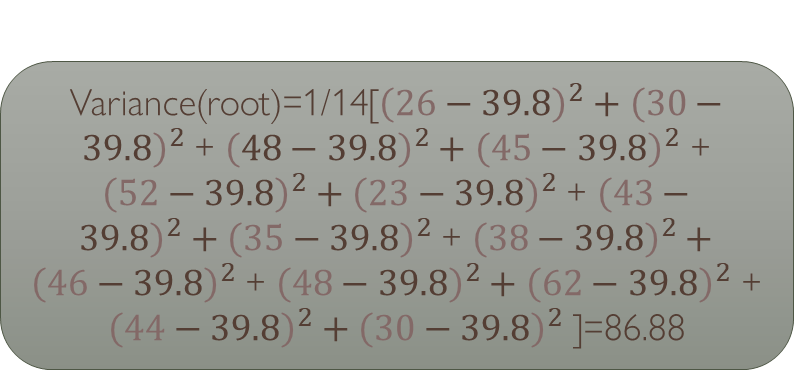 Variance(root)=1/14[(26 − 39.8)² + (30 −
39.8)² + (48 − 39.8)² + (45 − 39.8)² +
(52 − 39.8)² + (23 − 39.8)² + (43 −
39.8)² + (35 − 39.8)² + (38 − 39.8)² +
(46 − 39.8)² + (48 − 39.8)² + (62 − 39.8)² +
(44 − 39.8)² + (30 − 39.8)² ]=86.88